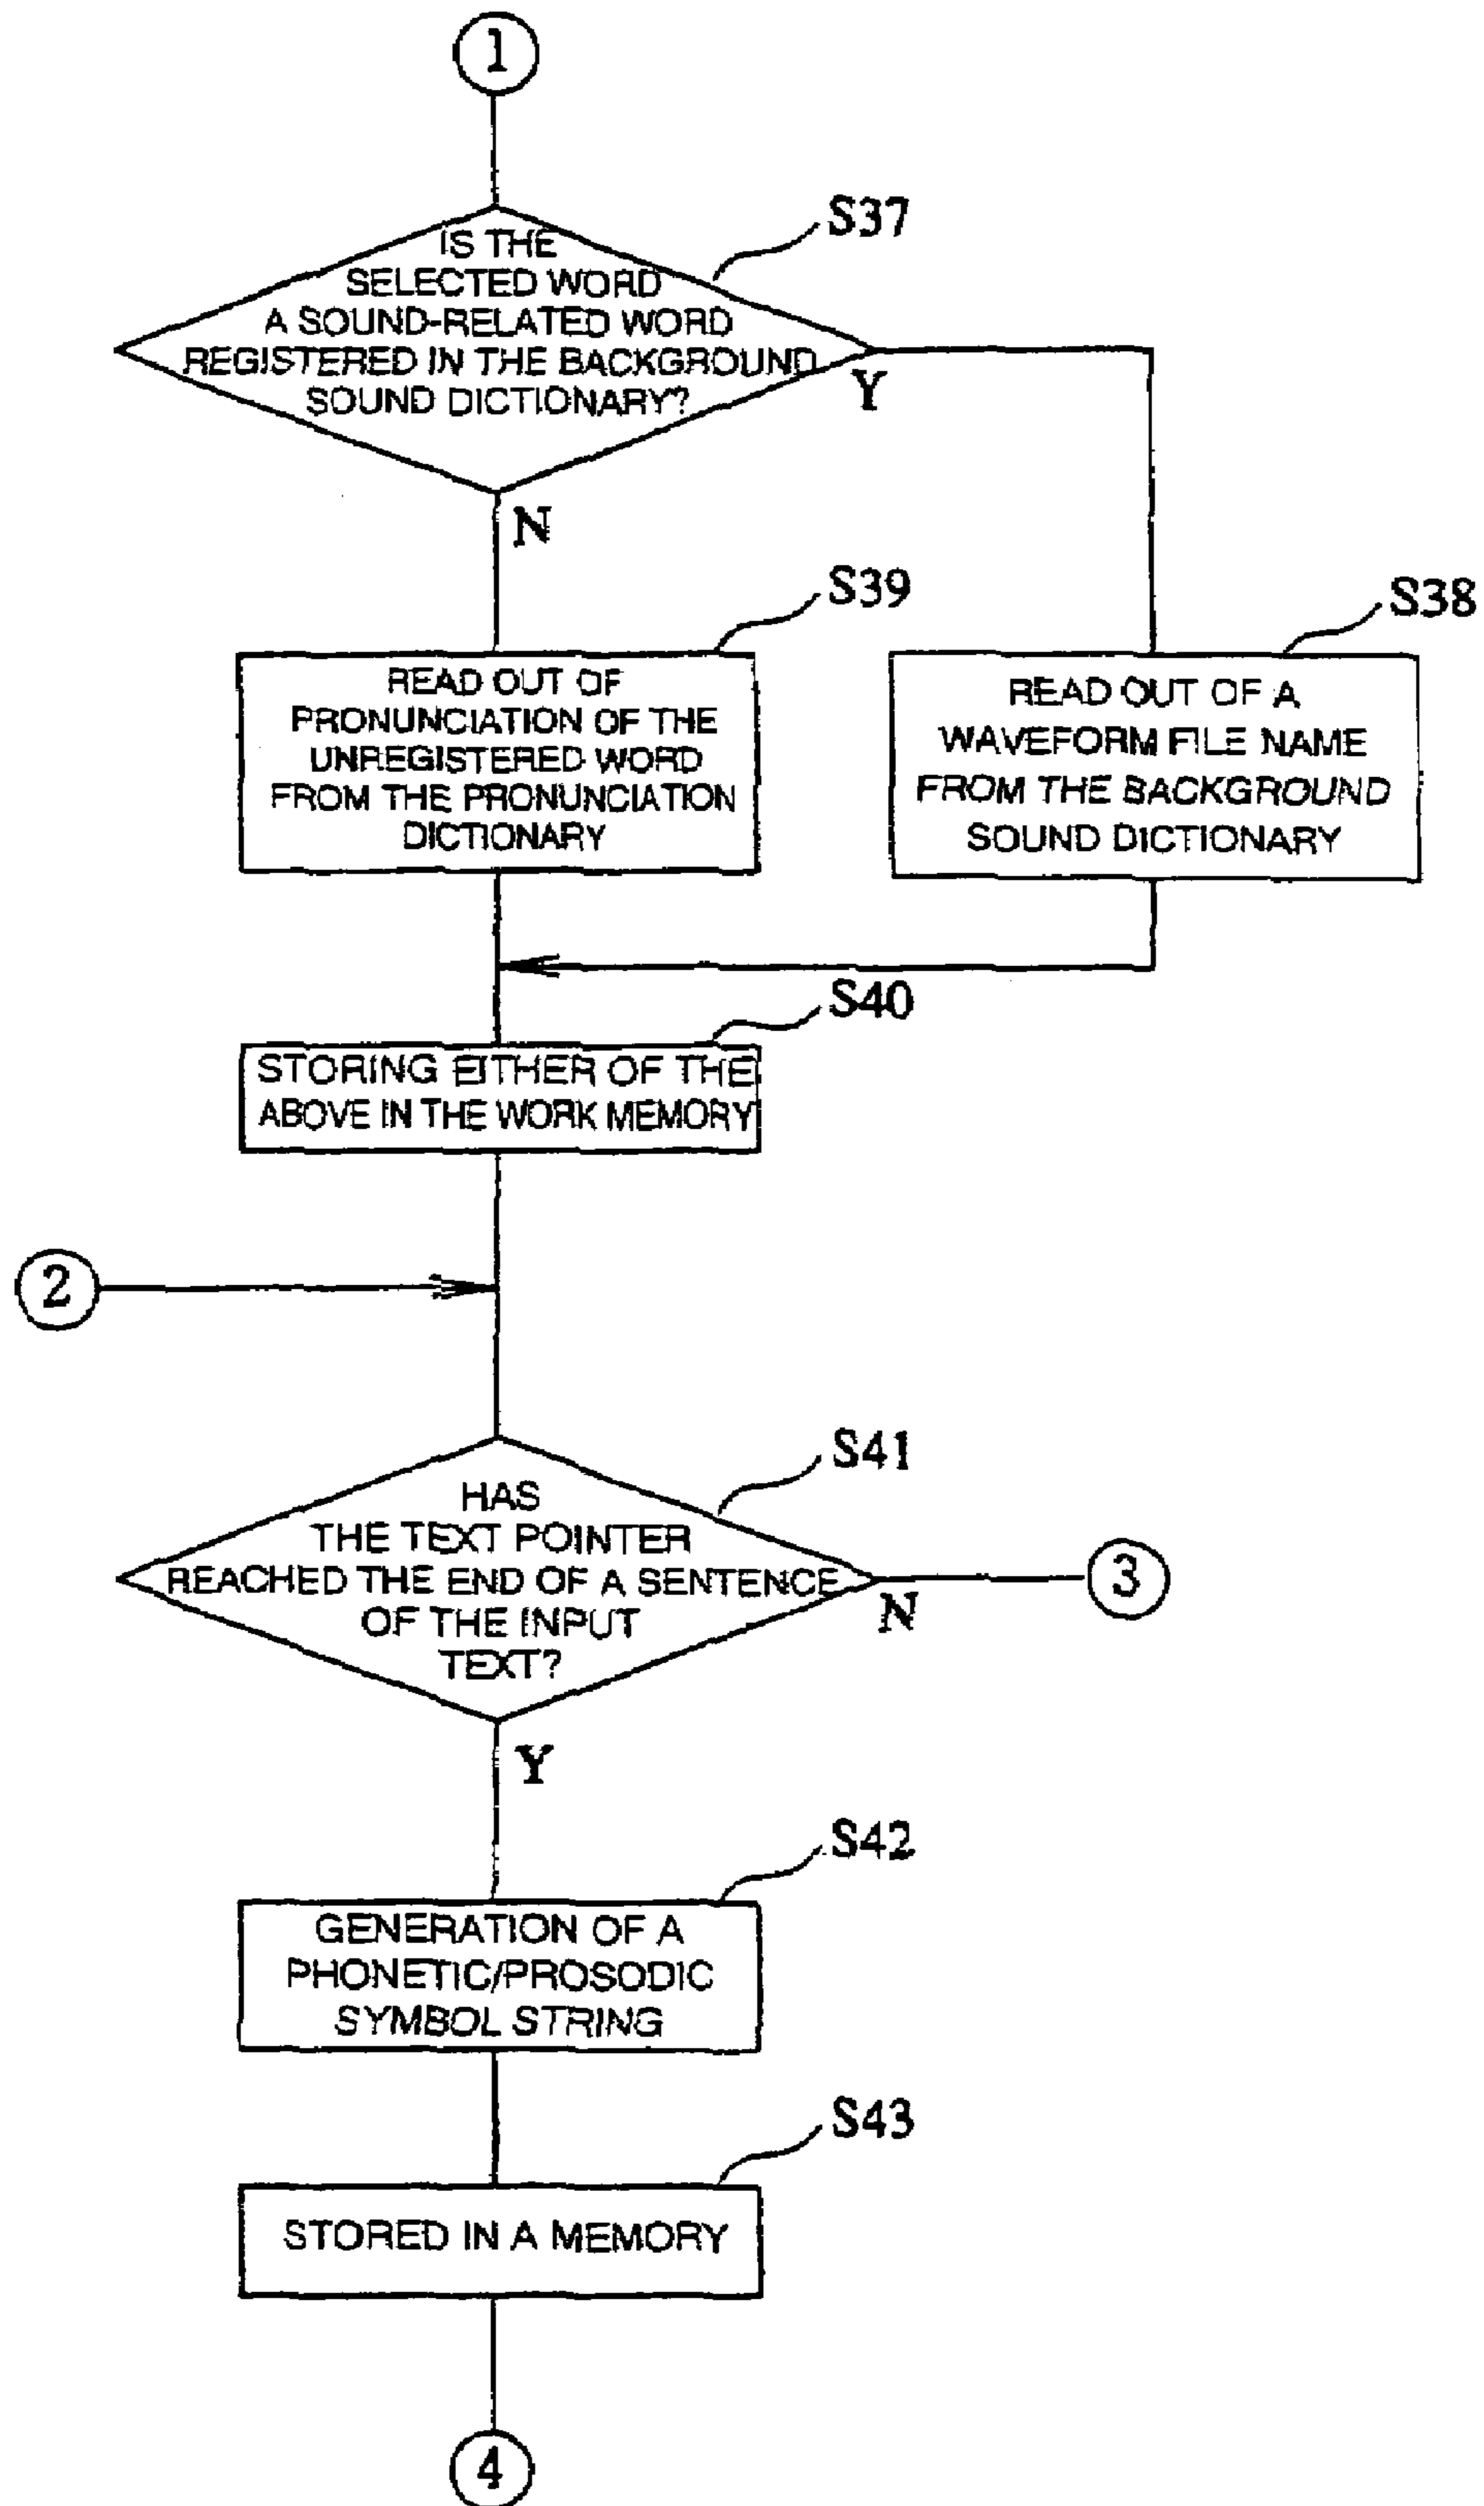 1
S37
IS THE
SELECTED WORD
A SOUND-RELATED WORD
REGISTERED IN THE BACKGROUND
SOUND DICTIONARY?
Y
N
S39
READ OUT OF
PRONUNCIATION OF THE
UNREGISTERED WORD
FROM THE PRONUNCIATION
DICTIONARY
S38
READ OUT OF A
WAVEFORM FILE NAME
FROM THE BACKGROUND
SOUND DICTIONARY
S40
STORING EITHER OF THE
ABOVE IN THE WORK MEMORY
2
S41
HAS
THE TEXT POINTER
REACHED THE END OF A SENTENCE
OF THE INPUT
TEXT?
N
3
Y
S42
GENERATION OF A
PHONETIC/PROSODIC
SYMBOL STRING
S43
STORED IN A MEMORY
4